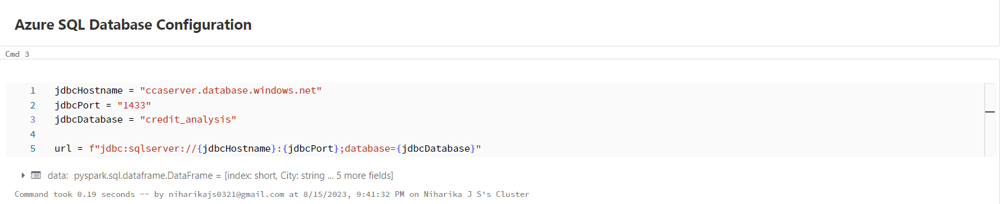 Azure SQL Database Configuration
Cmd 3
1 jdbcHostname = "ccaserver.database.windows.net"
2 jdbcPort = "1433"
3 jdbcDatabase = "credit_analysis"
4
5 url = f"jdbc:sqlserver://{jdbcHostname}:{jdbcPort};database={jdbcDatabase}"
data: pyspark.sql.dataframe.DataFrame = [index: short, City: string ... 5 more fields]
Command took 0.19 seconds -- by niharikajs0321@gmail.com at 8/15/2023, 9:41:32 PM on Niharika J S's Cluster